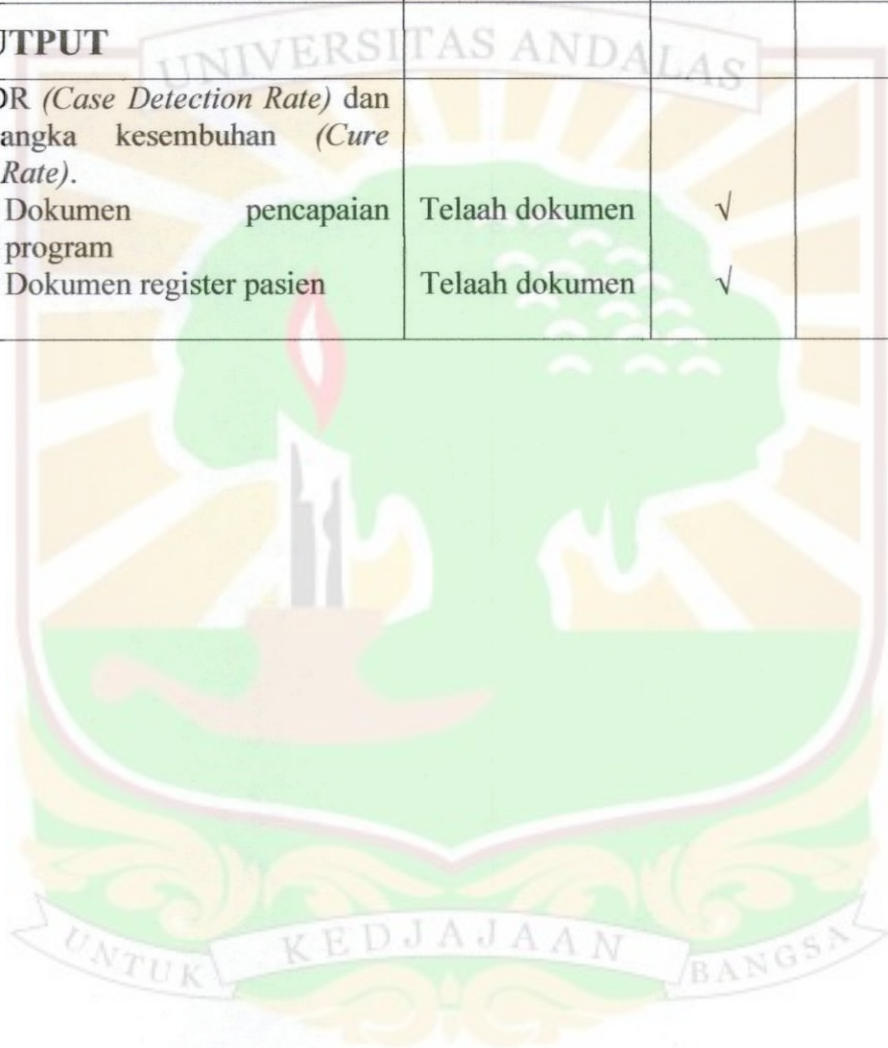 UTPUT
UNIVERSITAS ANDALAS
DR (Case Detection Rate) dan
angka kesembuhan (Cure
Rate).
Dokumen pencapaian Telaah dokumen √
program
Dokumen register pasien Telaah dokumen √
UNTUK KEDJAJAAN BANGSA